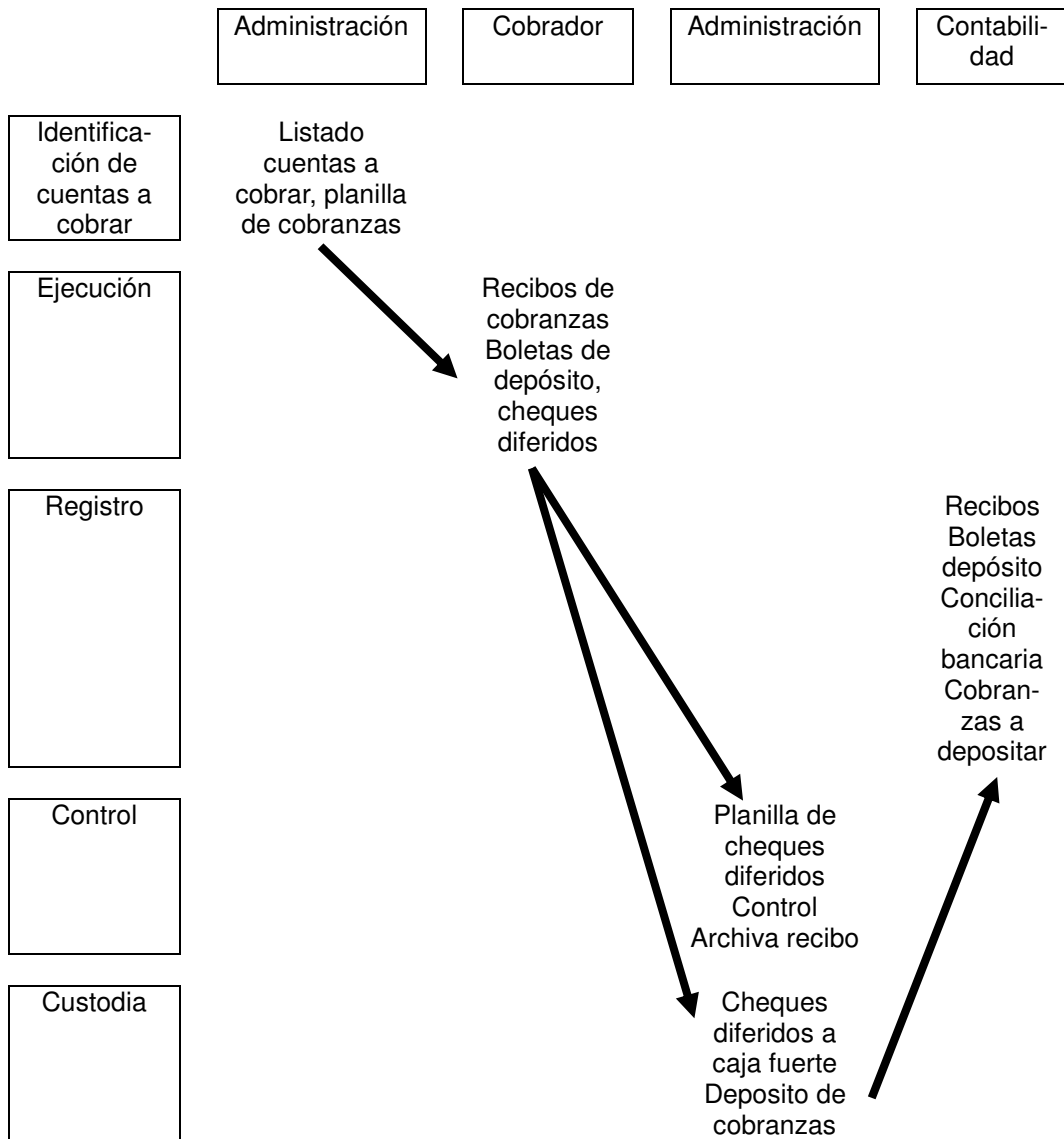 Administración
Cobrador
Administración
Contabili-
dad
Identifica-
ción de
cuentas a
cobrar
Listado
cuentas a
cobrar, planilla
de cobranzas
Ejecución
Recibos de
cobranzas
Boletas de
depósito,
cheques
diferidos
Registro
Recibos
Boletas
depósito
Concilia-
ción
bancaria
Cobran-
zas a
depositar
Control
Planilla de
cheques
diferidos
Control
Archiva recibo
Custodia
Cheques
diferidos a
caja fuerte
Deposito de
cobranzas